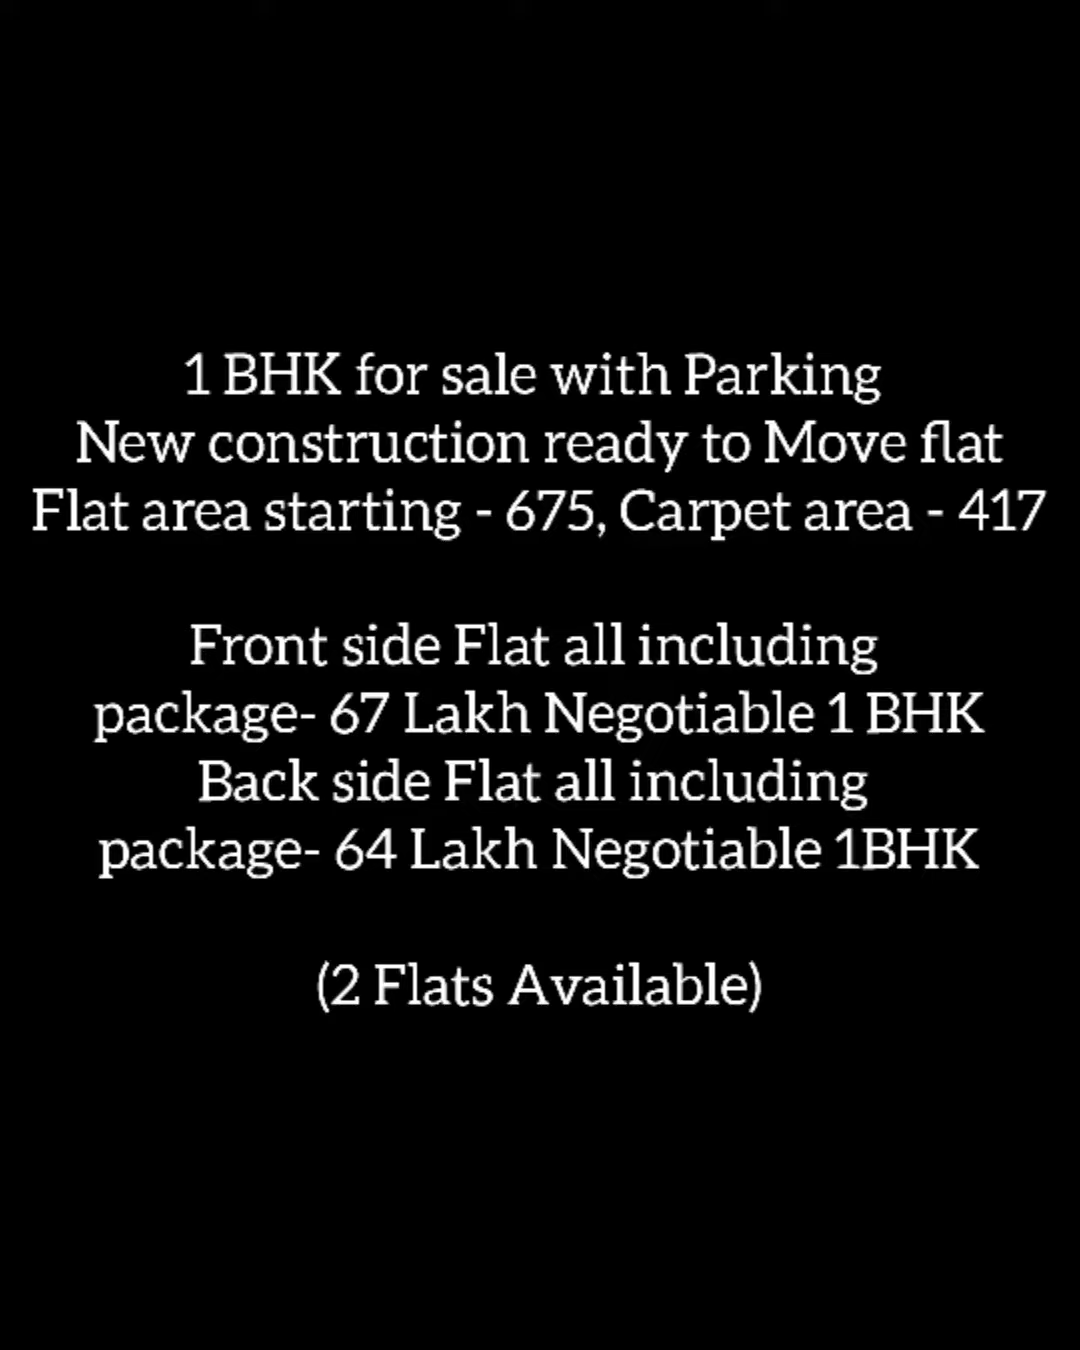 1 BHK for sale with Parking
New construction ready to Move flat
Flat area starting - 675, Carpet area - 417
Front side Flat all including
package- 67 Lakh Negotiable 1 BHK
Back side Flat all including
package- 64 Lakh Negotiable 1BHK
(2 Flats Available)